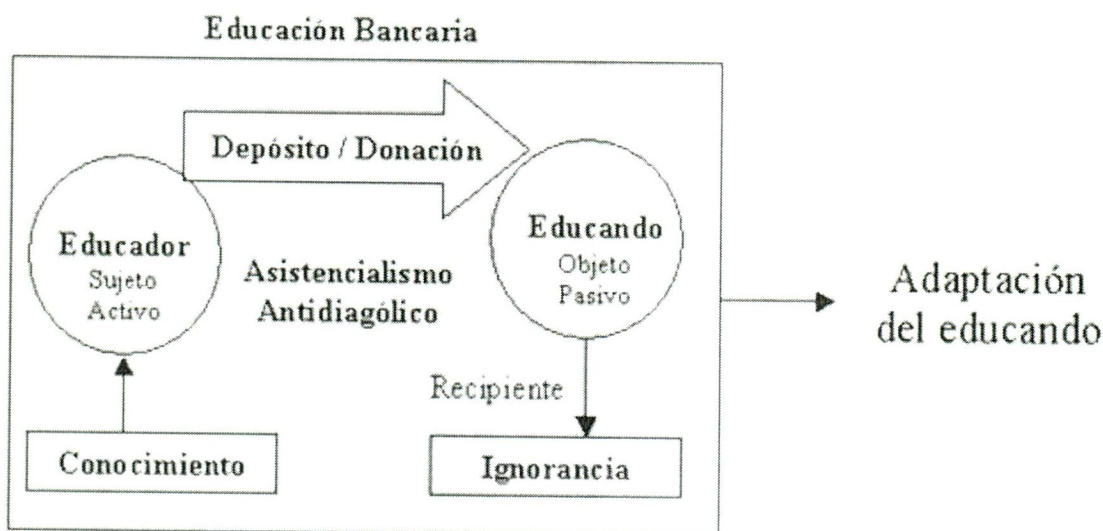 Educación Bancaria
Depósito / Donación
Educador
Sujeto
Activo
Asistencialismo
Antidiagólico
Educando
Objeto
Pasivo
Adaptación
del educando
Recipiente
Conocimiento
Ignorancia